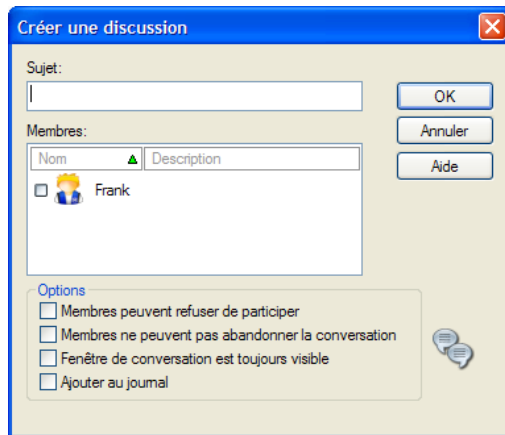 Créer une discussion
Sujet:
OK
Membres:
Annuler
Nom Description
Aide
Frank
Options
Membres peuvent refuser de participer
Membres ne peuvent pas abandonner la conversation
Fenêtre de conversation est toujours visible
Ajouter au journal